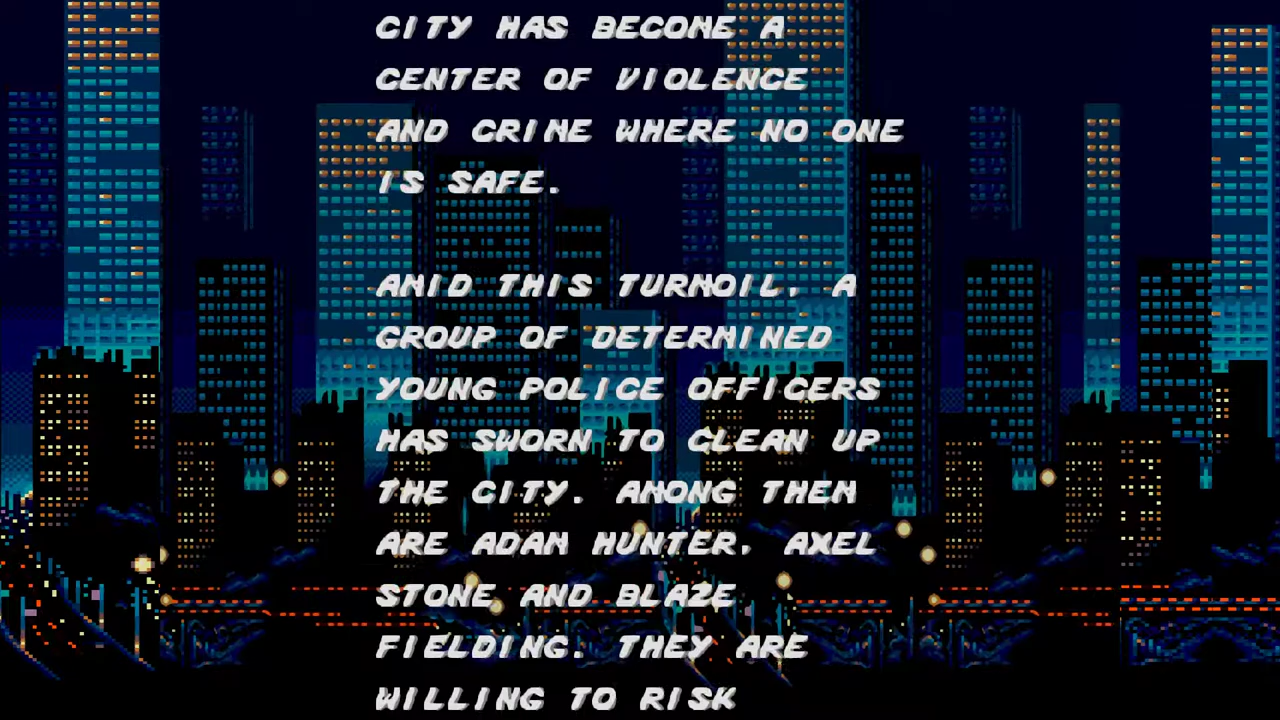 CITY HAS BECOME A
CENTER OF VIOLENCE
AND CRIME WHERE NO ONE
IS SAFE.
AMID THIS TURMOIL, A
GROUP OF DETERMINED
YOUNG POLICE OFFICERS
HAS SWORN TO CLEAN UP
THE CITY. AMONG THEM
ARE ADAM HUNTER, AXEL
STONE AND BLAZE
FIELDING. THEY ARE
WILLING TO RISK